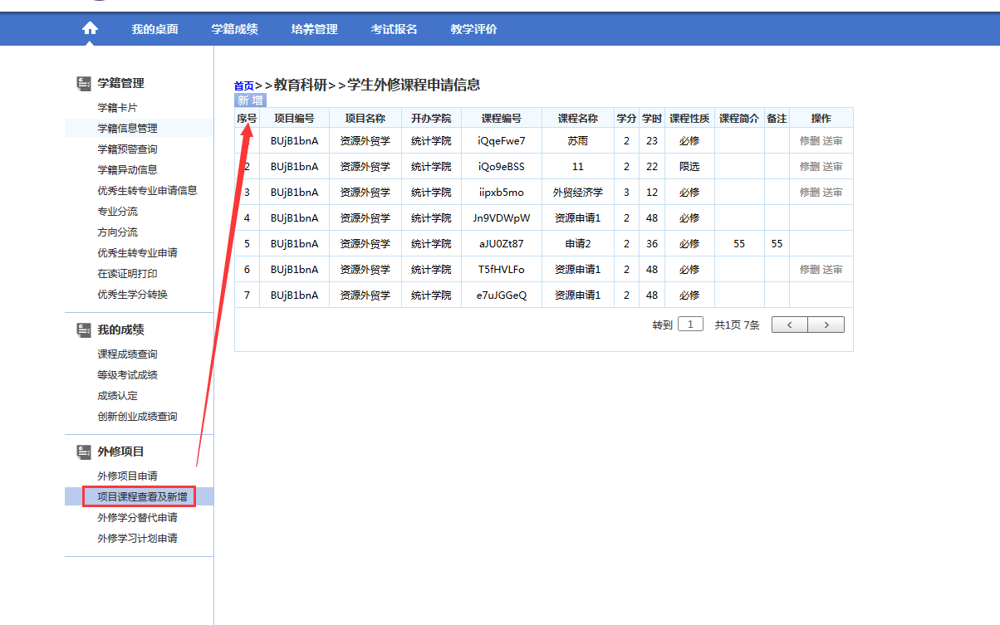 我的桌面 学籍成绩 培养管理 考试报名 教学评价
学籍管理
学籍卡片
学籍信息管理
学籍预警查询
学籍异动信息
优秀生转专业申请信息
专业分流
方向分流
优秀生转专业申请
在读证明打印
优秀生学分转换
我的成绩
课程成绩查询
等级考试成绩
成绩认定
创新创业成绩查询
外修项目
外修项目申请
项目课程查看及新增
外修学分替代申请
外修学习计划申请
首页>>教育科研>>学生外修课程申请信息
新 增
序号 项目编号 项目名称 开办学院 课程编号 课程名称 学分 学时 课程性质 课程简介 备注 操作
BUjB1bnA 资源外贸学 统计学院 iQqeFwe7 苏雨 2 23 必修 修删 送审
2 BUjB1bnA 资源外贸学 统计学院 iQo9eBSS 11 2 22 限选 修删 送审
3 BUjB1bnA 资源外贸学 统计学院 iipxb5mo 外贸经济学 3 12 必修 修删 送审
4 BUjB1bnA 资源外贸学 统计学院 Jn9VDWpW 资源申请1 2 48 必修
5 BUjB1bnA 资源外贸学 统计学院 aJU0Zt87 申请2 2 36 必修 55 55
6 BUjB1bnA 资源外贸学 统计学院 T5fHVLFo 资源申请1 2 48 必修 修删 送审
7 BUjB1bnA 资源外贸学 统计学院 e7uJGGeQ 资源申请1 2 48 必修
转到 1 共1页 7条 < >